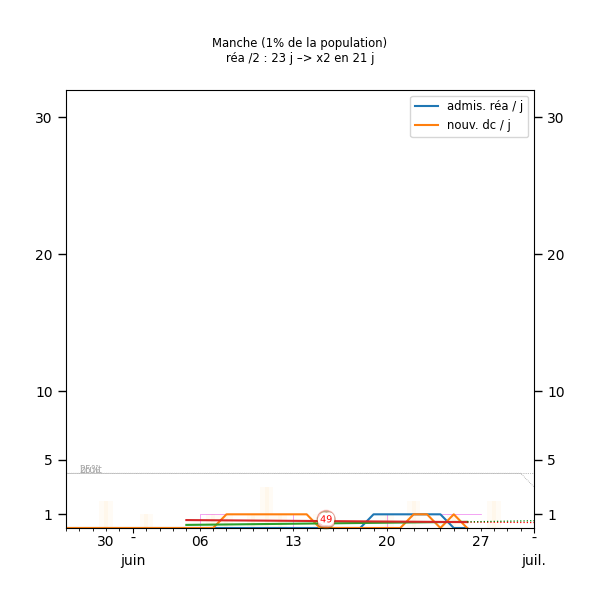 Manche (1% de la population)
réa /2 : 23 j –> x2 en 21 j
admis. réa / j
nouv. dc / j
30 30
20 20
10 10
5 5
25%
1 1
49
30 - 06 13 20 27 -
juin juil.